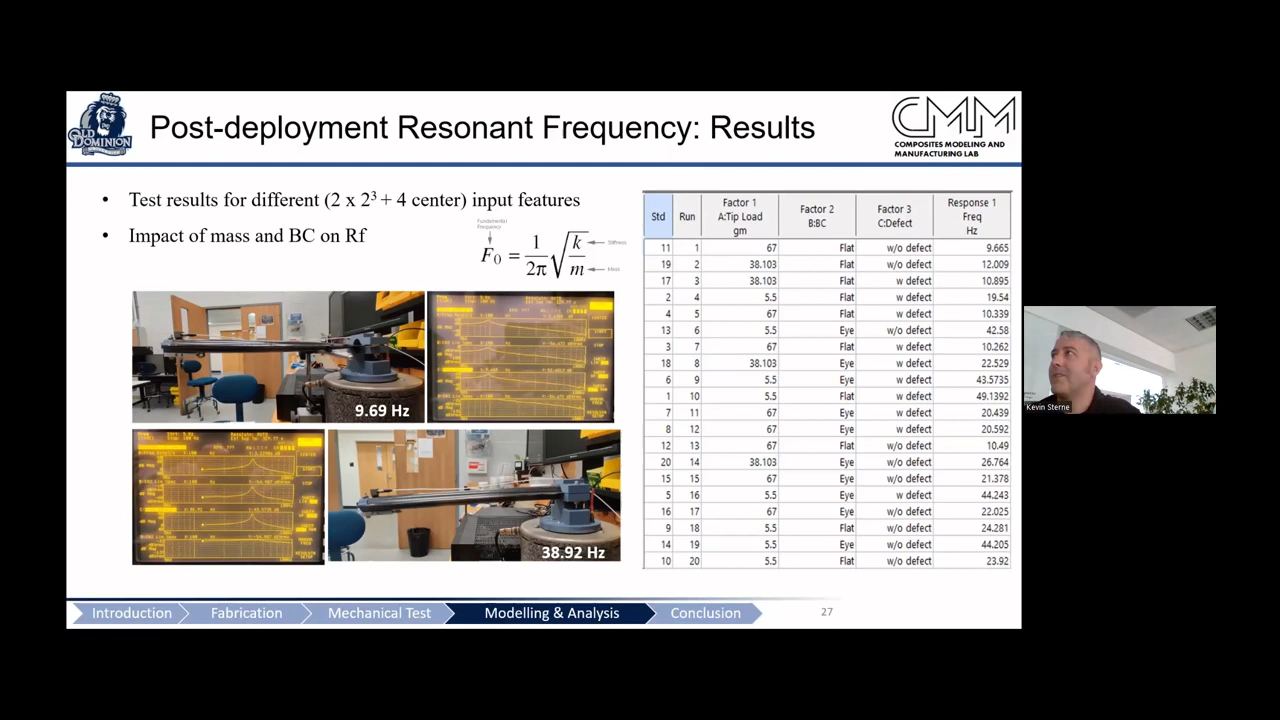 OLD DOMINION
Post-deployment Resonant Frequency: Results
CMM
COMPOSITES MODELING AND
MANUFACTURING LAB
• Test results for different (2 x 2³ + 4 center) input features
• Impact of mass and BC on Rf
Fundamental
Frequency
F₀ = 1/2π √k/m
Stiffness
Mass
9.69 Hz
38.92 Hz
Std Run Factor 1 A:Tip Load gm Factor 2 B:BC Factor 3 C:Defect Response 1 Freq Hz
11 1 67 Flat w/o defect 9.665
19 2 38.103 Flat w/o defect 12.009
17 3 38.103 Flat w defect 10.895
2 4 5.5 Flat w defect 19.54
4 5 67 Flat w defect 10.339
13 6 5.5 Eye w/o defect 42.58
3 7 67 Flat w defect 10.262
18 8 38.103 Eye w defect 22.529
6 9 5.5 Eye w defect 43.5735
1 10 5.5 Flat w defect 49.1392
7 11 67 Eye w defect 20.439
8 12 67 Eye w defect 20.592
12 13 67 Flat w/o defect 10.49
20 14 38.103 Eye w/o defect 26.764
15 15 67 Eye w/o defect 21.378
5 16 5.5 Eye w defect 44.243
16 17 67 Eye w/o defect 22.025
9 18 5.5 Flat w/o defect 24.281
14 19 5.5 Eye w/o defect 44.205
10 20 5.5 Flat w/o defect 23.92
Kevin Sterne
Introduction Fabrication Mechanical Test Modelling & Analysis Conclusion
27